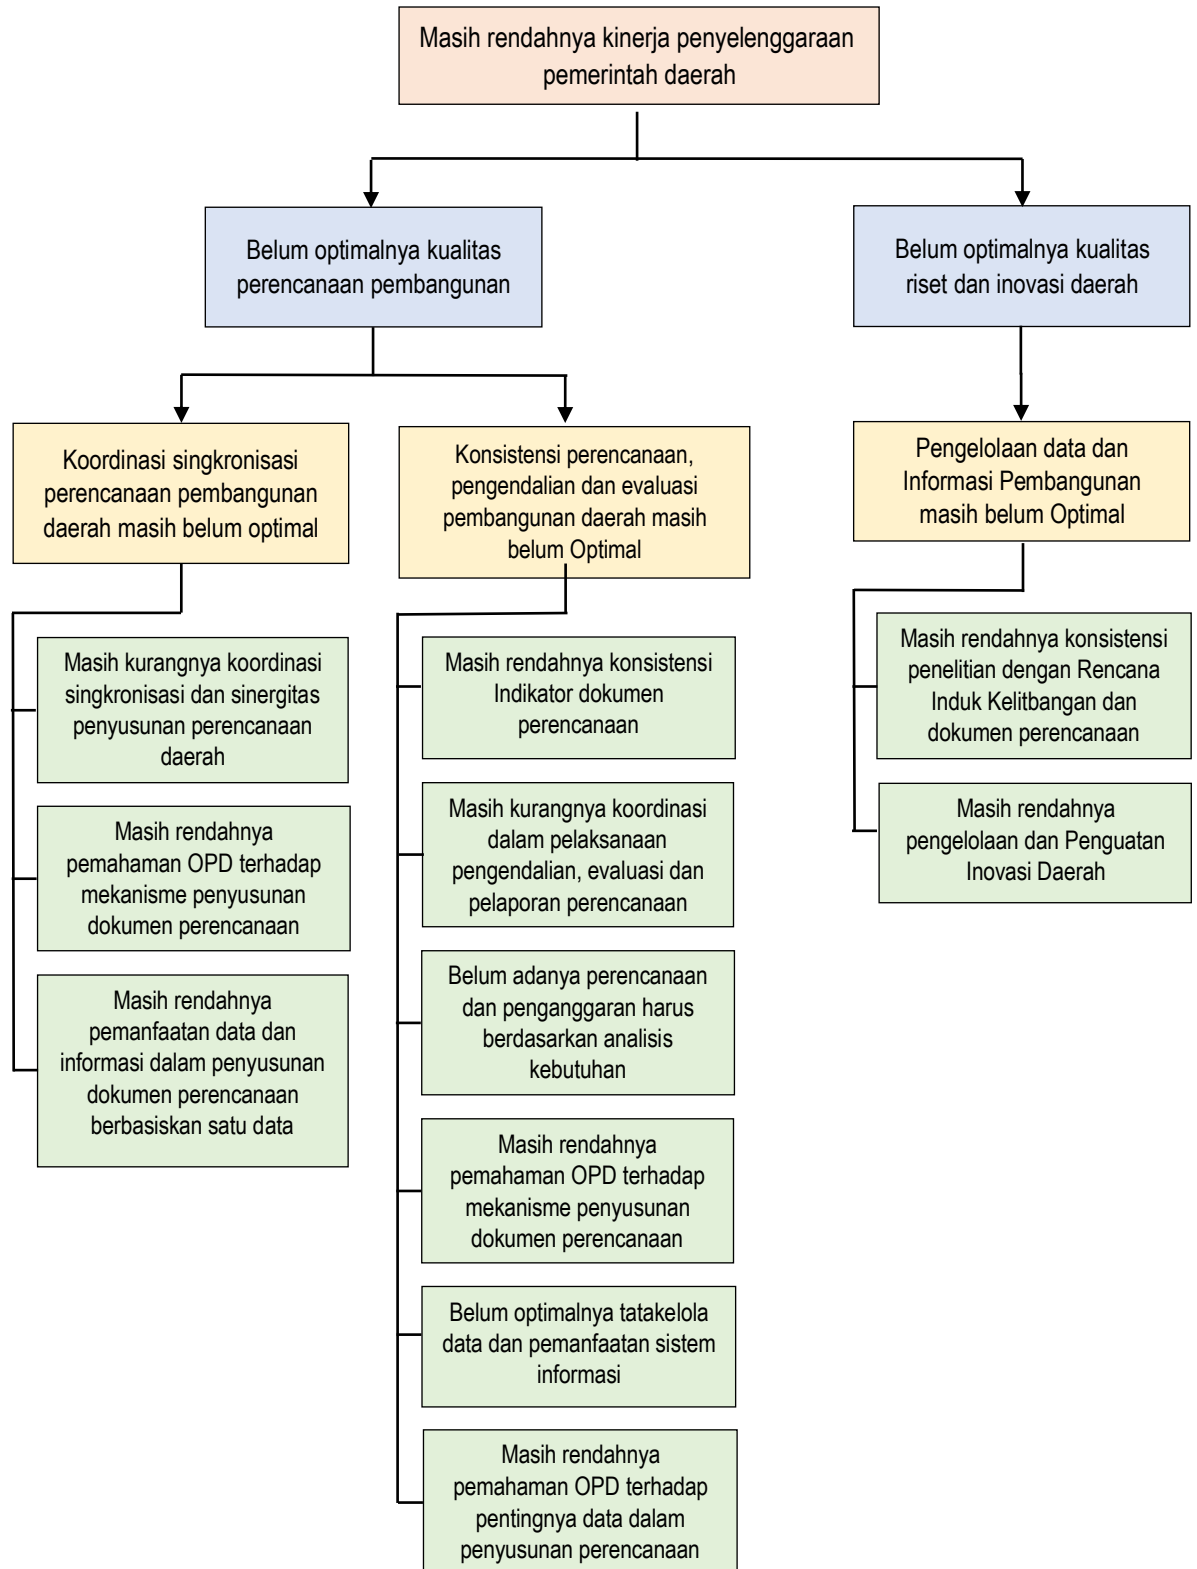 Masih rendahnya kinerja penyelenggaraan
pemerintah daerah
Belum optimalnya kualitas
perencanaan pembangunan
Belum optimalnya kualitas
riset dan inovasi daerah
Koordinasi singkronisasi
perencanaan pembangunan
daerah masih belum optimal
Konsistensi perencanaan,
pengendalian dan evaluasi
pembangunan daerah masih
belum Optimal
Pengelolaan data dan
Informasi Pembangunan
masih belum Optimal
Masih kurangnya koordinasi
singkronisasi dan sinergitas
penyusunan perencanaan
daerah
Masih rendahnya
pemahaman OPD terhadap
mekanisme penyusunan
dokumen perencanaan
Masih rendahnya
pemanfaatan data dan
informasi dalam penyusunan
dokumen perencanaan
berbasiskan satu data
Masih rendahnya konsistensi
Indikator dokumen
perencanaan
Masih kurangnya koordinasi
dalam pelaksanaan
pengendalian, evaluasi dan
pelaporan perencanaan
Belum adanya perencanaan
dan penganggaran harus
berdasarkan analisis
kebutuhan
Masih rendahnya
pemahaman OPD terhadap
mekanisme penyusunan
dokumen perencanaan
Belum optimalnya tatakelola
data dan pemanfaatan sistem
informasi
Masih rendahnya
pemahaman OPD terhadap
pentingnya data dalam
penyusunan perencanaan
Masih rendahnya konsistensi
penelitian dengan Rencana
Induk Kelitbangan dan
dokumen perencanaan
Masih rendahnya
pengelolaan dan Penguatan
Inovasi Daerah